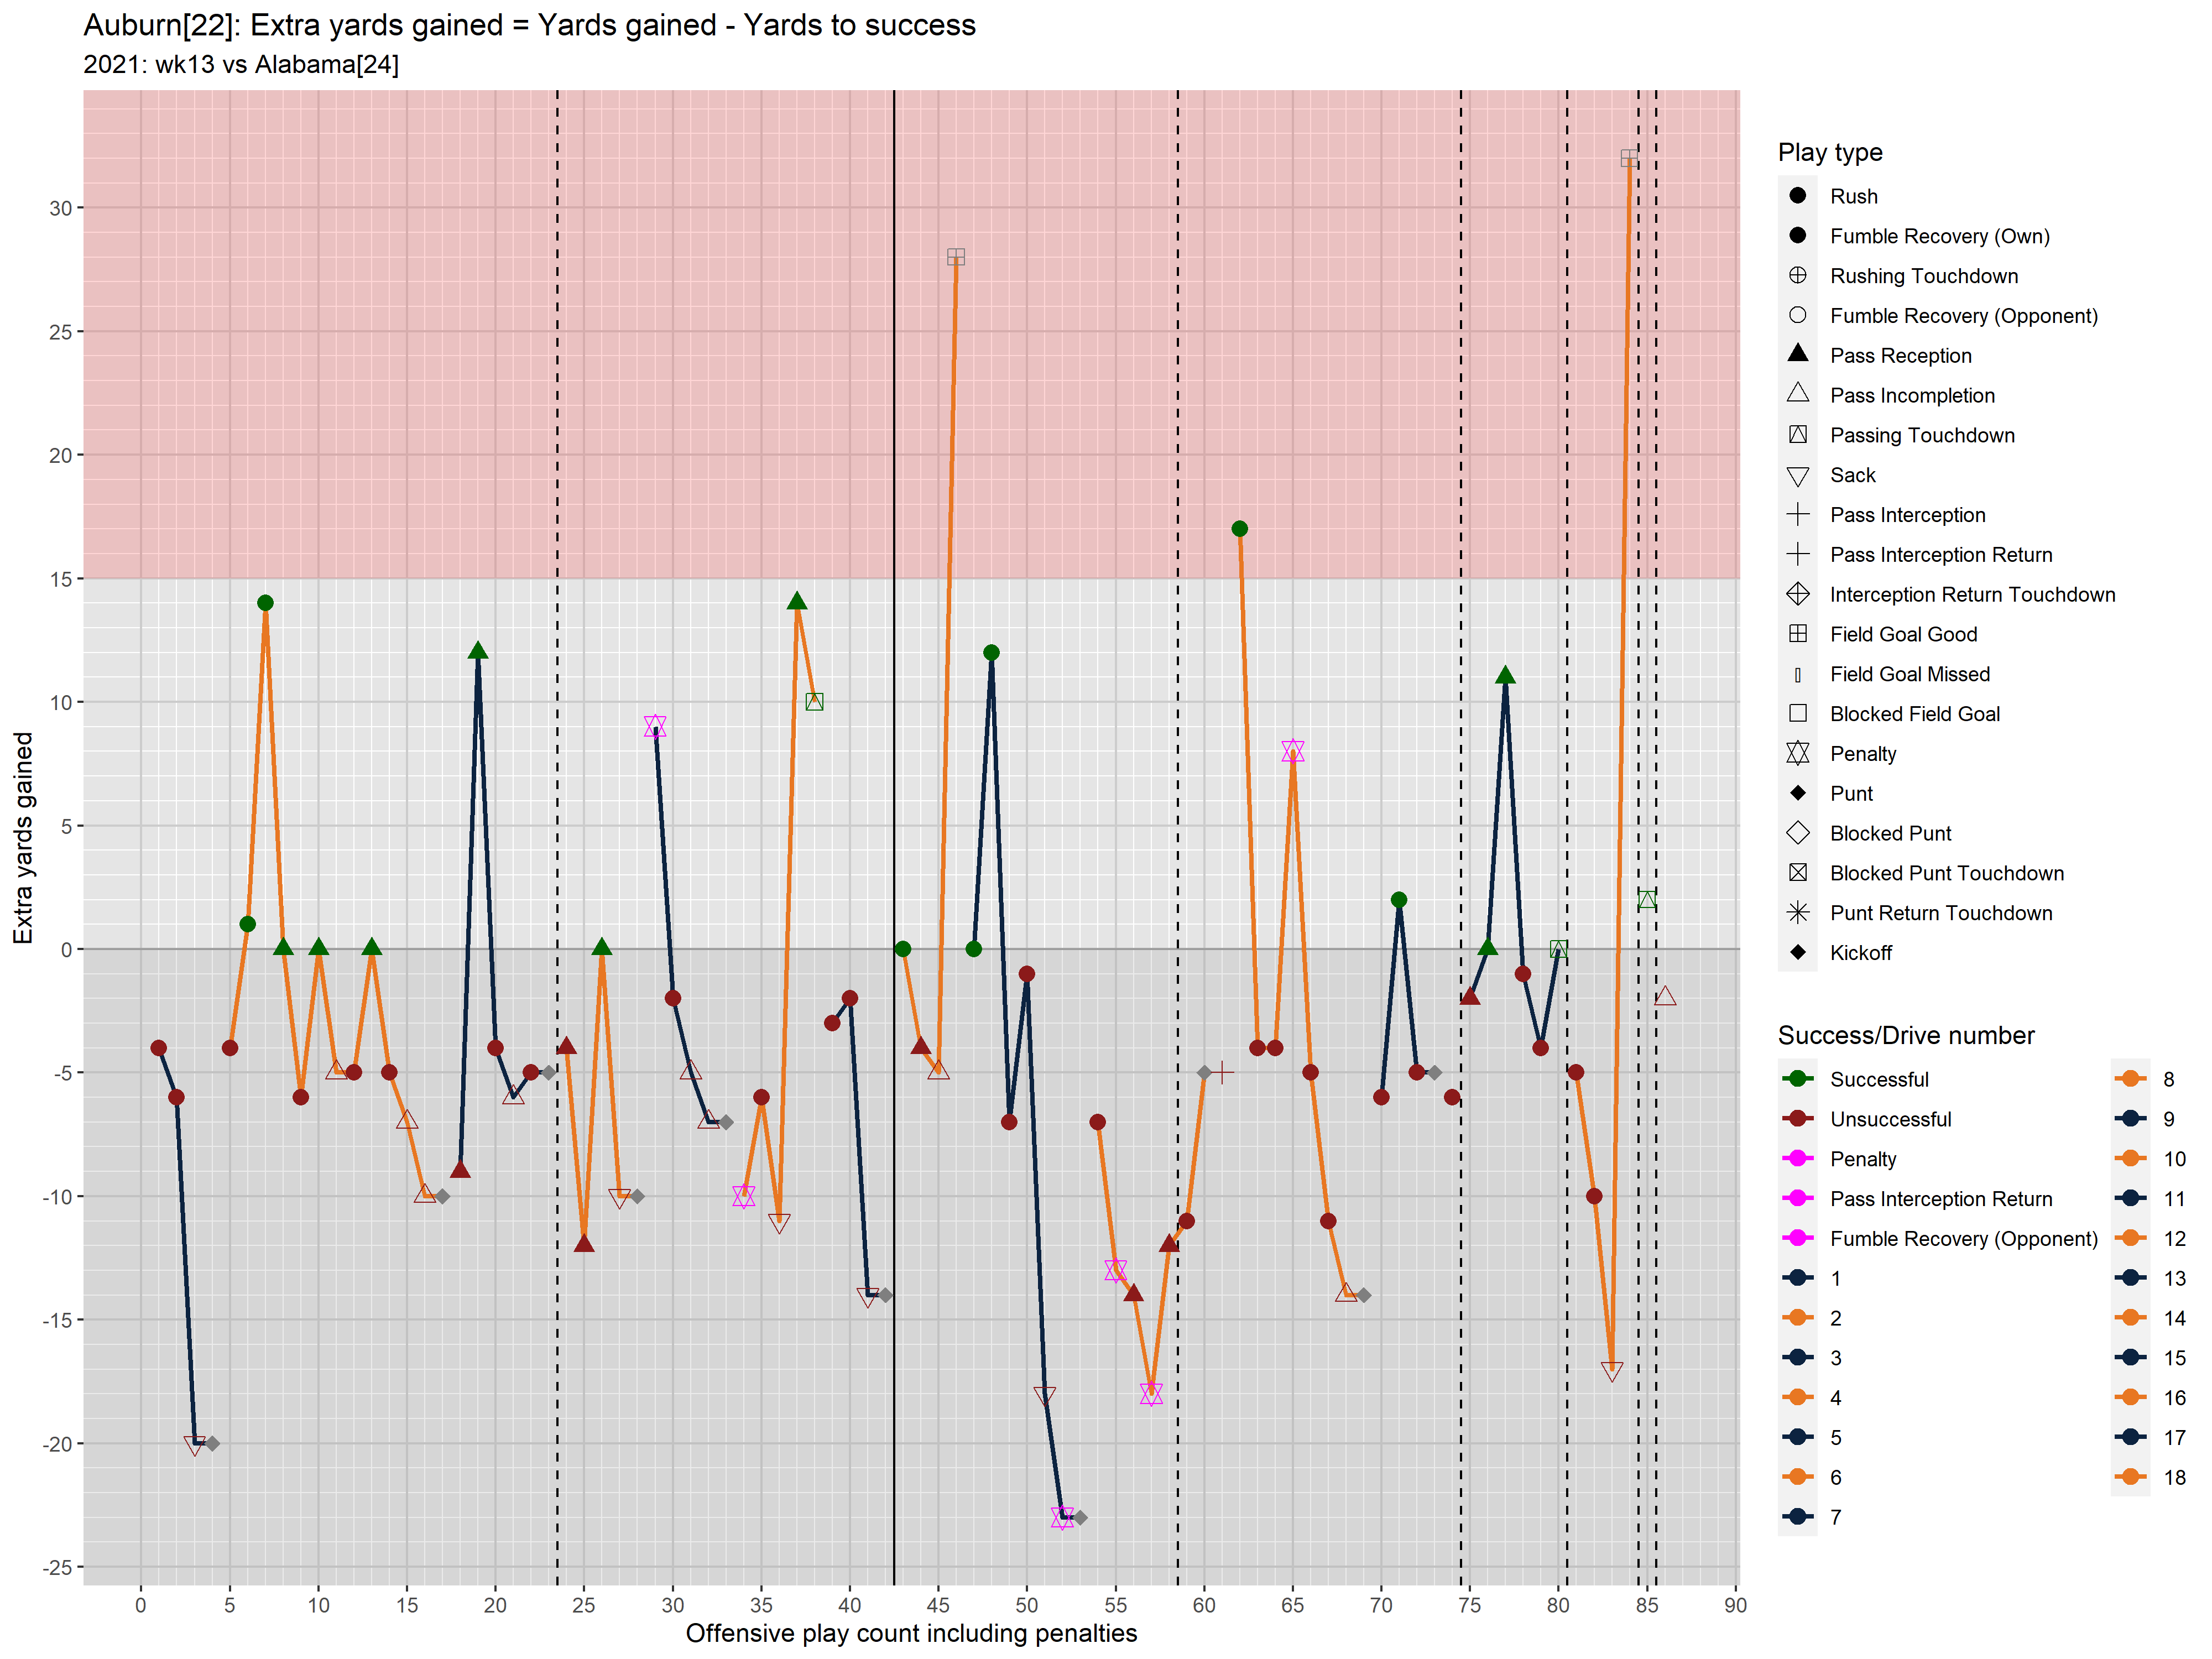 Auburn[22]: Extra yards gained = Yards gained - Yards to success
2021: wk13 vs Alabama[24]
Extra yards gained
30
25
20
15
10
5
0
-5
-10
-15
-20
-25
0 5 10 15 20 25 30 35 40 45 50 55 60 65 70 75 80 85 90
Offensive play count including penalties
Play type
Rush
Fumble Recovery (Own)
Rushing Touchdown
Fumble Recovery (Opponent)
Pass Reception
Pass Incompletion
Passing Touchdown
Sack
Pass Interception
Pass Interception Return
Interception Return Touchdown
Field Goal Good
Field Goal Missed
Blocked Field Goal
Penalty
Punt
Blocked Punt
Blocked Punt Touchdown
Punt Return Touchdown
Kickoff
Success/Drive number
Successful
Unsuccessful
Penalty
Pass Interception Return
Fumble Recovery (Opponent)
1
2
3
4
5
6
7
8
9
10
11
12
13
14
15
16
17
18